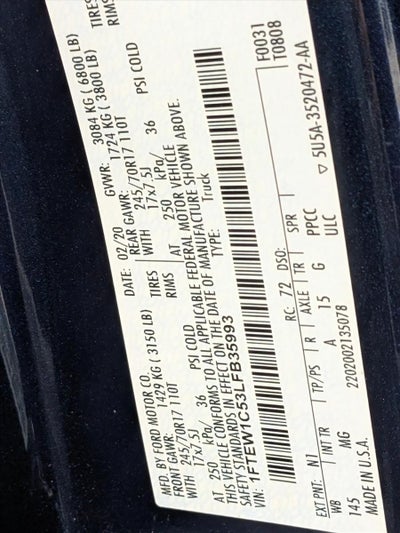 MFD. BY FORD MOTOR CO.
DATE: 02/20 GVWR: 3084 KG ( 6800 LB)
FRONT GAWR: 1429 KG ( 3150 LB) REAR GAWR: 1724 KG ( 3800 LB)
245/70R17 110T TIRES WITH 245/70R17 110T TIRES
17x7.5J RIMS WITH 17x7.5J RIMS
AT 250 kPa/ 36 PSI COLD AT 250 kPa/ 36 PSI COLD
THIS VEHICLE CONFORMS TO ALL APPLICABLE FEDERAL MOTOR VEHICLE
SAFETY STANDARDS IN EFFECT ON THE DATE OF MANUFACTURE SHOWN ABOVE.
VIN: 1FTEW1C53LFB35993 TYPE: Truck
F0031
T0808
EXT PNT: N1 RC: 72 DSO:
WB INT TR TP/PS R AXLE TR SPR
145 MG A 15 G PPCC
2202002135078 ULC
MADE IN U.S.A. ▽ 5U5A-3520472-AA